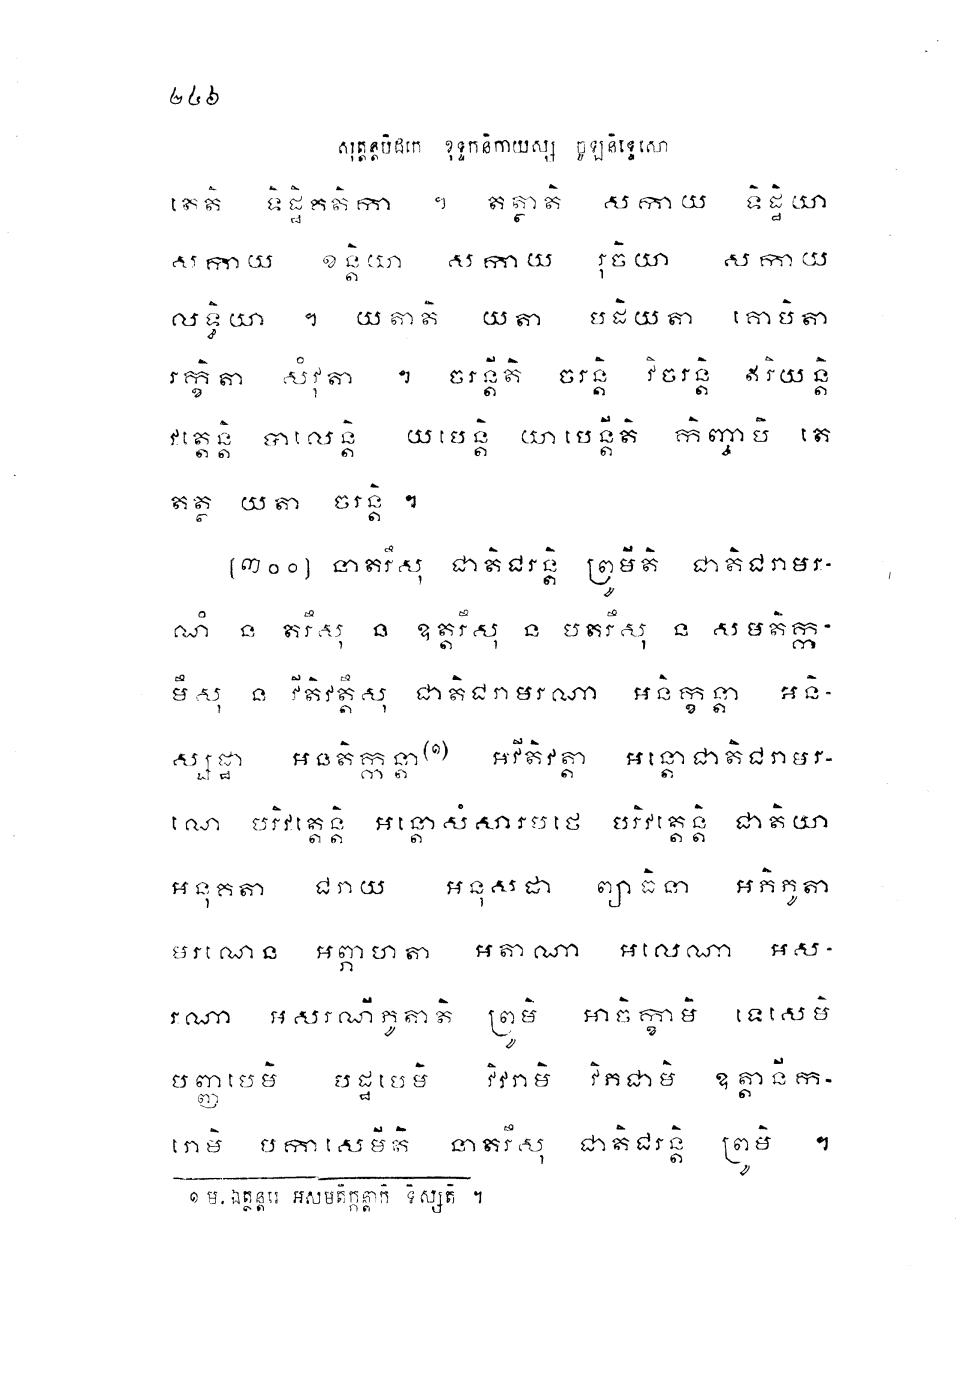 ២៤៦
សុត្តន្តបិដកេ ខុទ្ទកនិកាយស្ស ចូឡនិទ្ទេសោ
តេតិ ទិដ្ឋិគតិកា ។ តត្ថាតិ សកាយ ទិដ្ឋិយា
សកាយ ខន្តិយា សកាយ រុចិយា សកាយ
លទ្ធិយា ។ យតាតិ យតា បដិយតា គោបិតា
រក្ខិតា សំវុតា ។ ចរន្តីតិ ចរន្តិ វិចរន្តិ ឥរិយន្តិ
វត្តេន្តិ បាលេន្តិ យបេន្តិ យាបេន្តីតិ កិញ្ចាបិ តេ
តត្ថ យតា ចរន្តិ ។
[៣០០] នាតរឹសុ ជាតិជរន្តិ ព្រូមីតិ ជាតិជរាមរ-
ណំ ន តរឹសុ ន ឧត្តរឹសុ ន បតរឹសុ ន សមតិក្ក-
មឹសុ ន វីតិវត្តឹសុ ជាតិជរាមរណា អនិក្ខន្តា អនិ-
ស្សដ្ឋា អនតិក្កន្តា(១) អវីតិវត្តា អន្តោជាតិជរាមរ-
ណេ បរិវត្តេន្តិ អន្តោសំសារបថេ បរិវត្តេន្តិ ជាតិយា
អនុគតា ជរាយ អនុសដា ព្យាធិនា អភិភូតា
មរណេន អព្ភាហតា អតាណា អលេណា អស-
រណា អសរណីភូតាតិ ព្រូមិ អាចិក្ខាមិ ទេសេមិ
បញ្ញាបេមិ បដ្ឋបេមិ វិវរាមិ វិភជាមិ ឧត្តានីក-
រោមិ បកាសេមីតិ នាតរឹសុ ជាតិជរន្តិ ព្រូមិ ។
១ ម. ឯត្ថន្តរេ អសមតិក្កន្តាតិ ទិស្សតិ ។